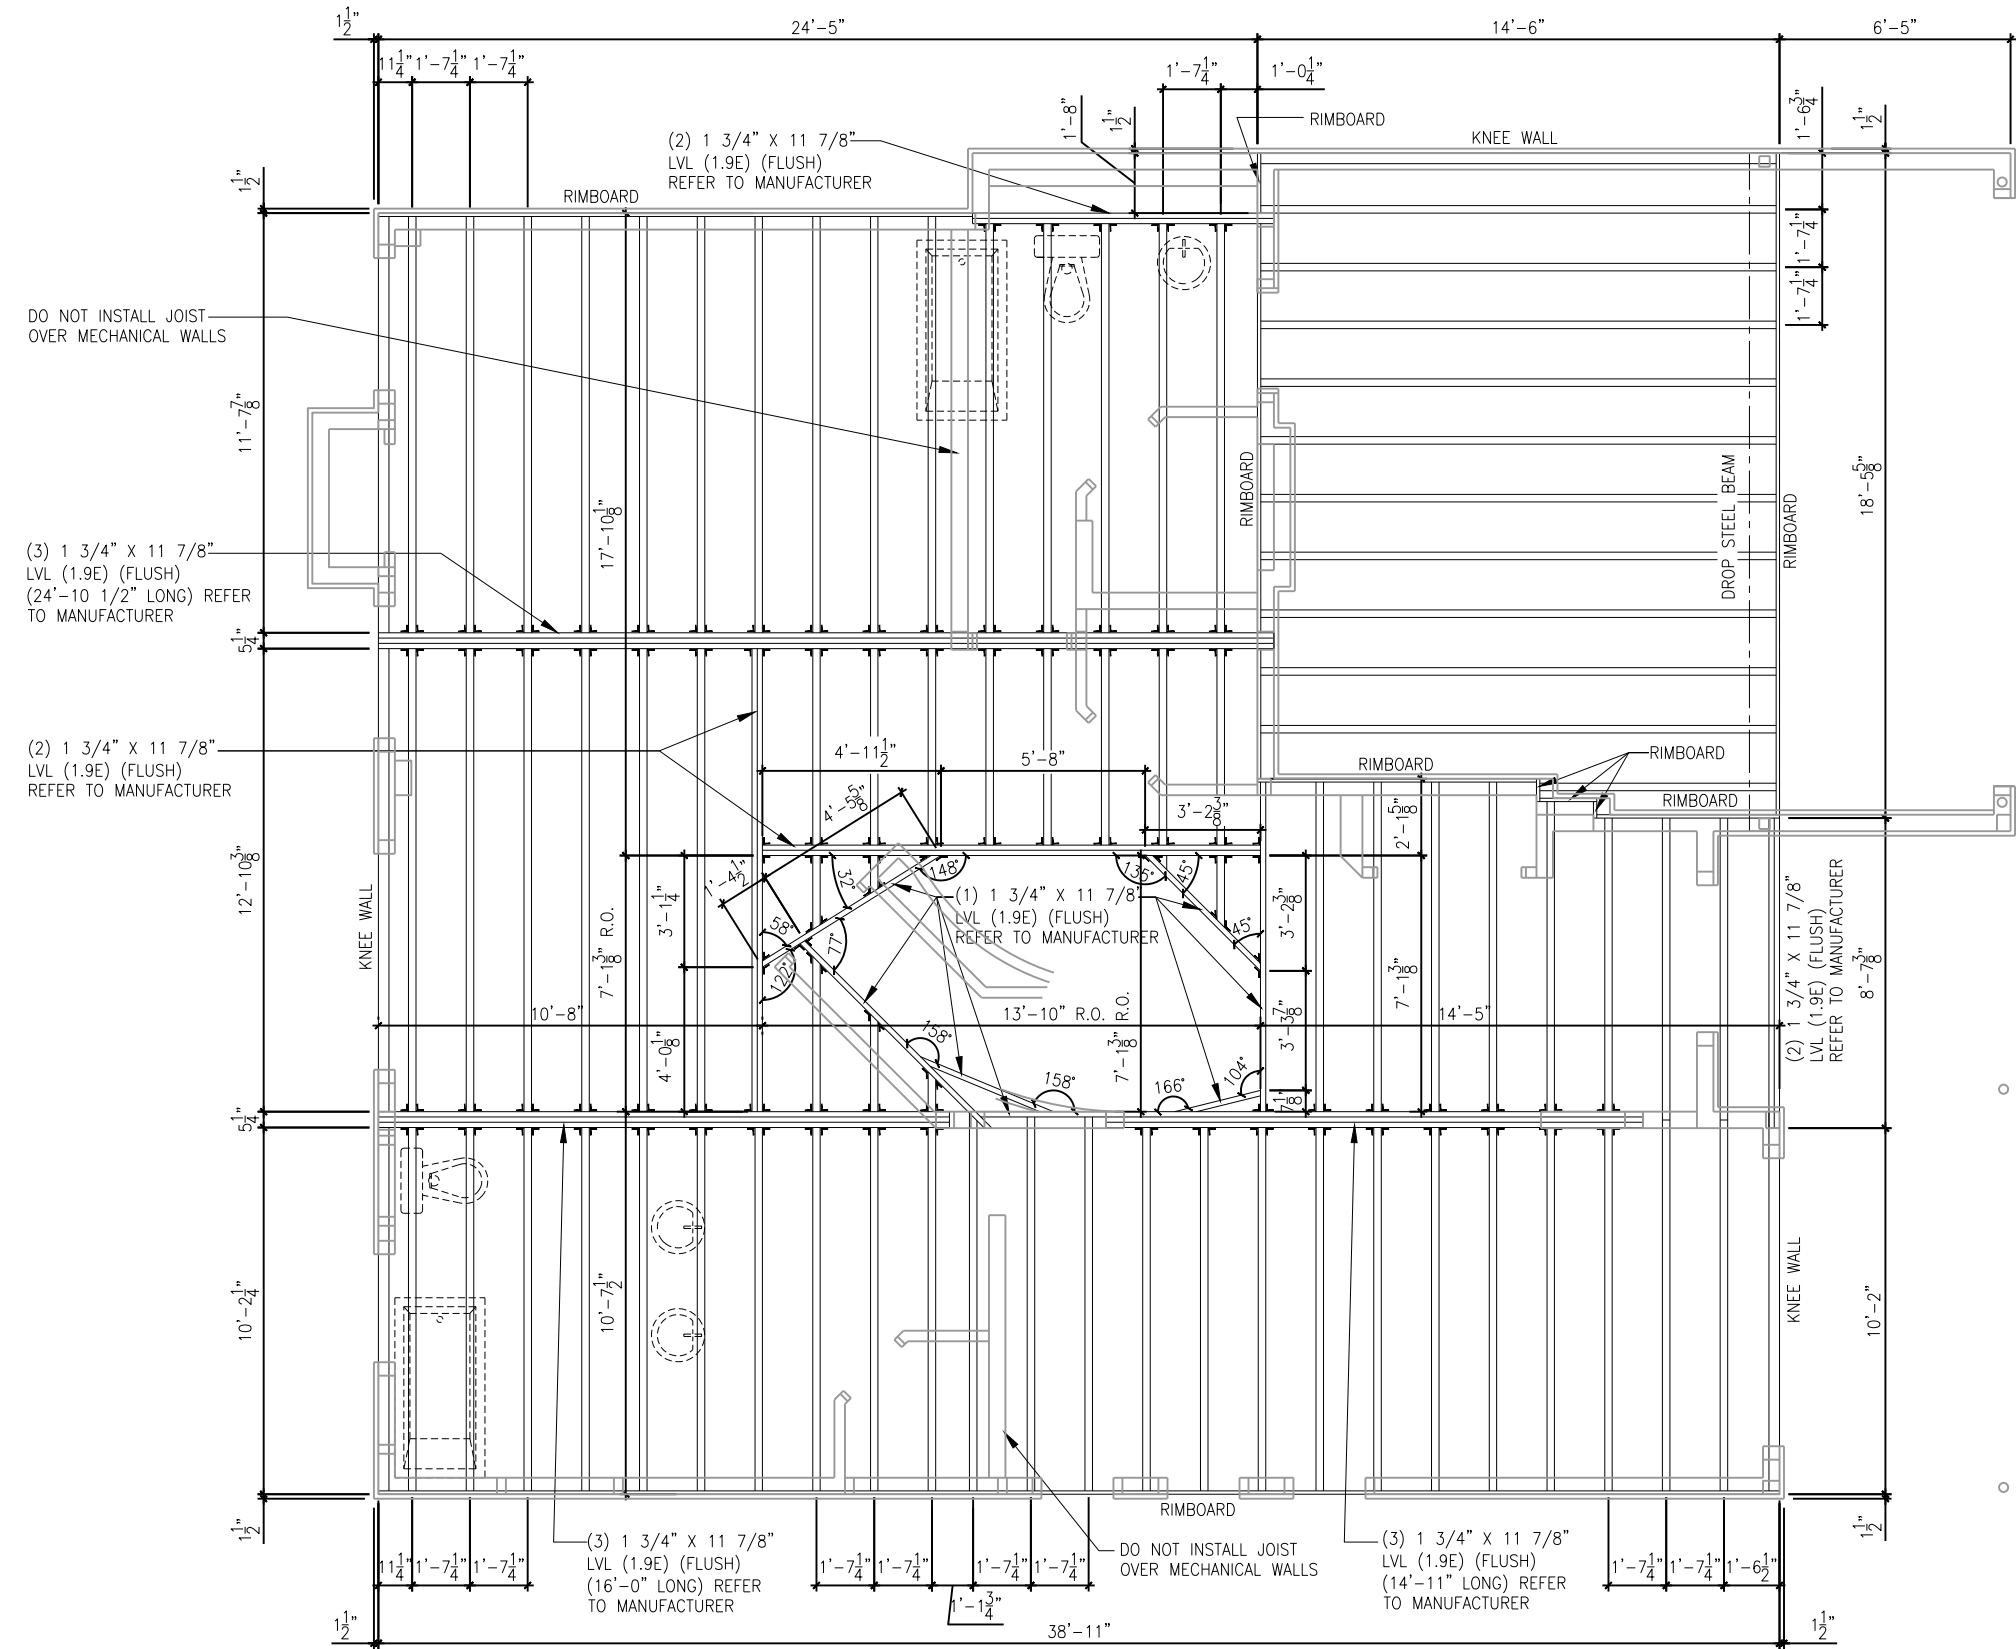 1 1/2"
24'-5"
14'-6"
6'-5"
11 1/4"
1'-7 1/4"
1'-7 1/4"
1'-7 1/4"
1'-0 1/4"
1'-8"
1 1/2"
1'-6 3/4"
1 1/2"
RIMBOARD
KNEE WALL
(2) 1 3/4" X 11 7/8"
LVL (1.9E) (FLUSH)
REFER TO MANUFACTURER
1 1/2"
RIMBOARD
1'-7 1/4"
1'-7 1/4"
DO NOT INSTALL JOIST
OVER MECHANICAL WALLS
11'-7 7/8"
17'-10 1/8"
RIMBOARD
DROP STEEL BEAM
RIMBOARD
18'-5 5/8"
(3) 1 3/4" X 11 7/8"
LVL (1.9E) (FLUSH)
(24'-10 1/2" LONG) REFER
TO MANUFACTURER
5 1/4"
(2) 1 3/4" X 11 7/8"
LVL (1.9E) (FLUSH)
REFER TO MANUFACTURER
4'-11 1/2"
5'-8"
RIMBOARD
RIMBOARD
RIMBOARD
4'-5 5/8"
3'-2 3/8"
2'-1 5/8"
12'-10 3/8"
KNEE WALL
1'-4 1/2"
3'-1 1/4"
7'-1 3/8" R.O.
32°
148°
135°
45°
45°
58°
77°
122°
(1) 1 3/4" X 11 7/8"
LVL (1.9E) (FLUSH)
REFER TO MANUFACTURER
3'-2 3/8"
7'-1 3/8"
(2) 1 3/4" X 11 7/8"
LVL (1.9E) (FLUSH)
REFER TO MANUFACTURER
8'-7 3/8"
10'-8"
13'-10" R.O.
14'-5"
4'-0 1/8"
158°
158°
7'-1 3/8" R.O.
166°
104°
3'-3 7/8"
7 1/8"
5 1/4"
10'-2 1/4"
10'-7 1/2"
KNEE WALL
10'-2"
1 1/2"
RIMBOARD
1 1/2"
(3) 1 3/4" X 11 7/8"
LVL (1.9E) (FLUSH)
(16'-0" LONG) REFER
TO MANUFACTURER
DO NOT INSTALL JOIST
OVER MECHANICAL WALLS
(3) 1 3/4" X 11 7/8"
LVL (1.9E) (FLUSH)
(14'-11" LONG) REFER
TO MANUFACTURER
11 1/4"
1'-7 1/4"
1'-7 1/4"
1'-7 1/4"
1'-7 1/4"
1'-7 1/4"
1'-7 1/4"
1'-7 1/4"
1'-7 1/4"
1'-6 1/2"
1'-1 3/4"
1 1/2"
38'-11"
1 1/2"